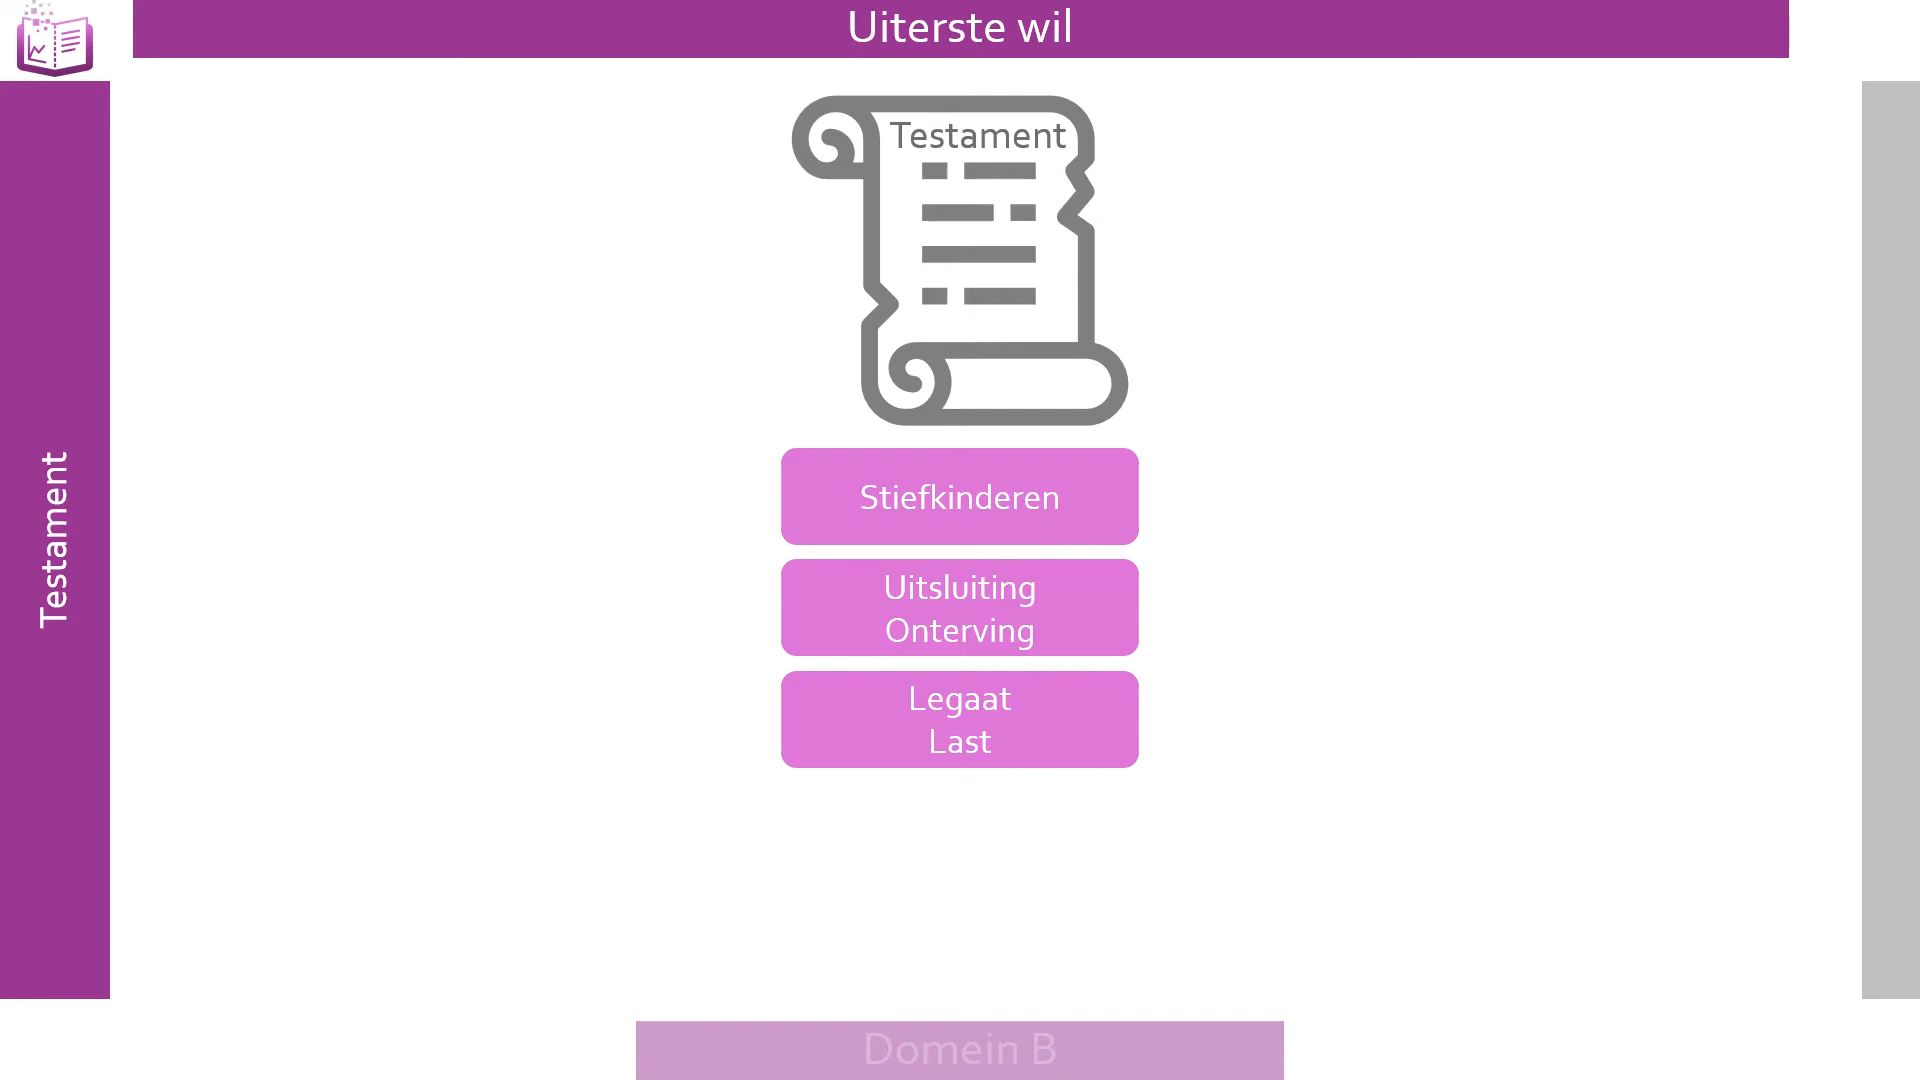 Uiterste wil
Testament
Testament
Stiefkinderen
Uitsluiting
Onterving
Legaat
Last
Domein B